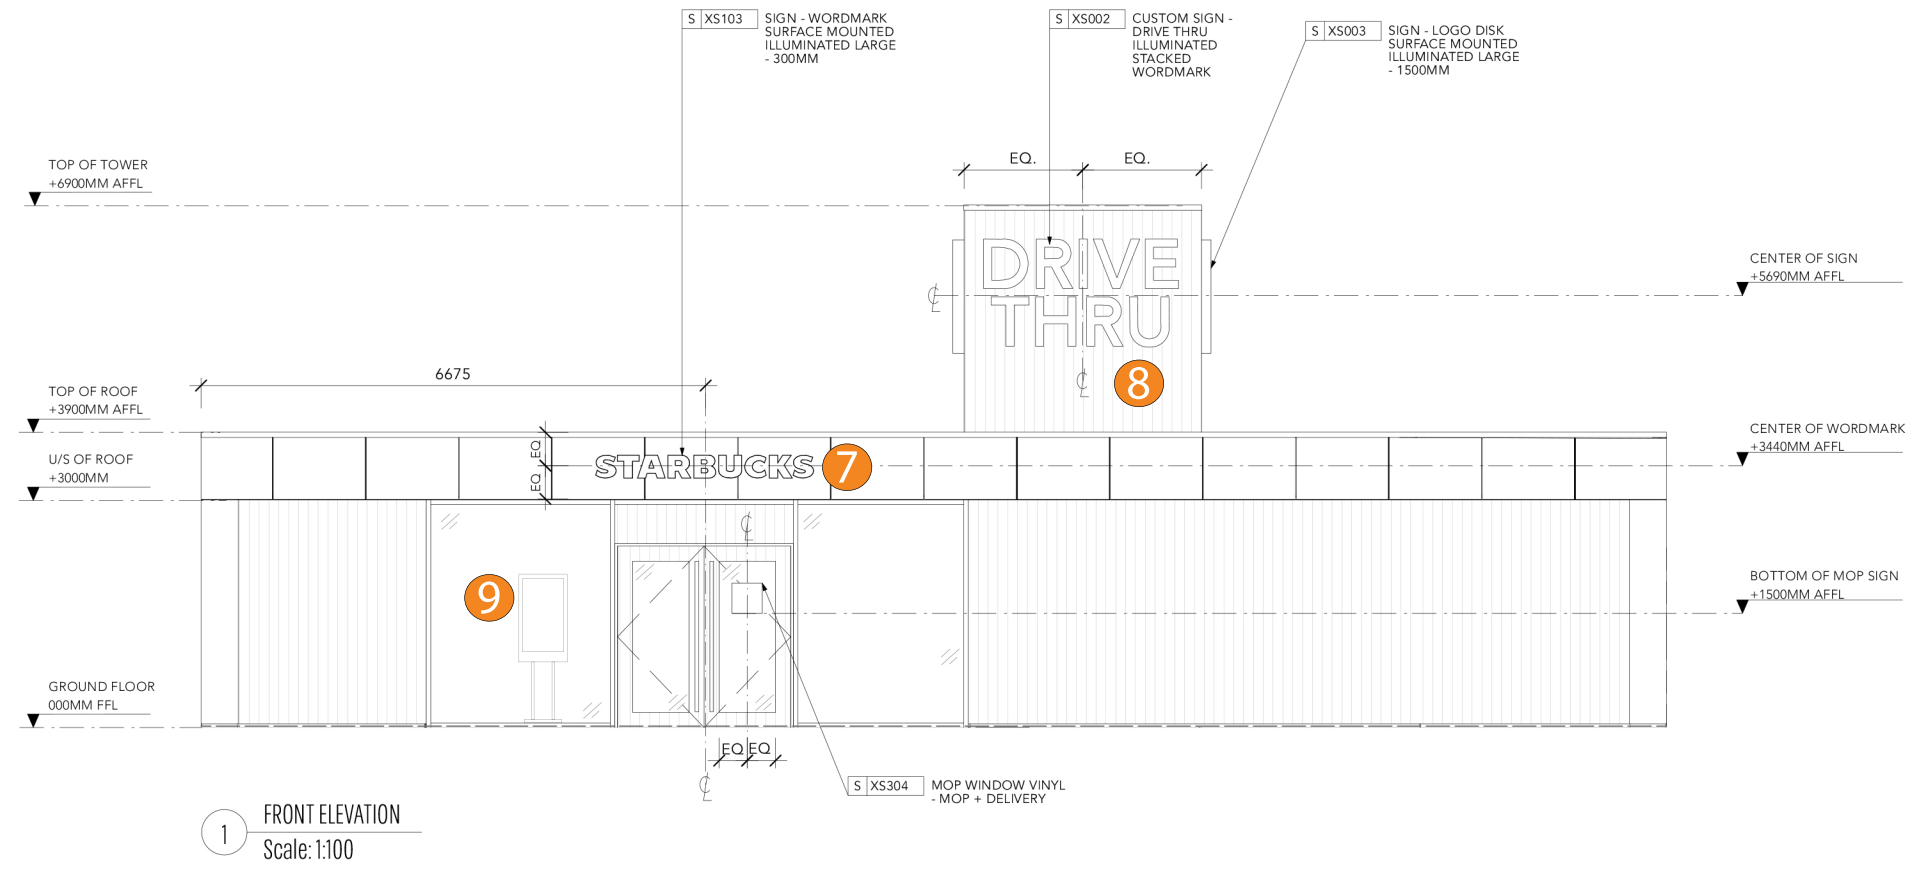 S XS103
SIGN - WORDMARK
SURFACE MOUNTED
ILLUMINATED LARGE
- 300MM
S XS002
CUSTOM SIGN -
DRIVE THRU
ILLUMINATED
STACKED
WORDMARK
S XS003
SIGN - LOGO DISK
SURFACE MOUNTED
ILLUMINATED LARGE
- 1500MM
TOP OF TOWER
+6900MM AFFL
EQ.
EQ.
DRIVE
THRU
CENTER OF SIGN
+5690MM AFFL
8
6675
TOP OF ROOF
+3900MM AFFL
U/S OF ROOF
+3000MM
EQ
EQ
STARBUCKS
7
CENTER OF WORDMARK
+3440MM AFFL
9
BOTTOM OF MOP SIGN
+1500MM AFFL
GROUND FLOOR
000MM FFL
EQ EQ
S XS304
MOP WINDOW VINYL
- MOP + DELIVERY
1
FRONT ELEVATION
Scale: 1:100